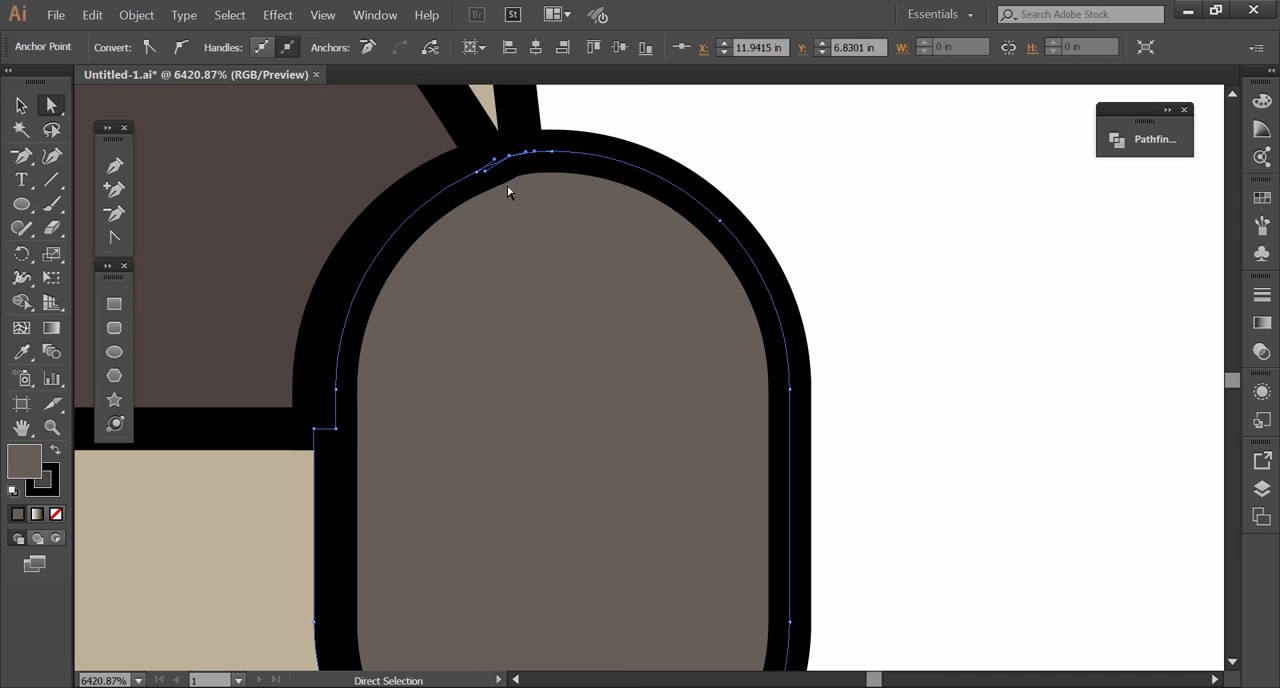 Ai File Edit Object Type Select Effect View Window Help Br St Essentials Search Adobe Stock
Anchor Point Convert: Handles: Anchors: X: 11.9415 in Y: 6.8301 in W: 0 in H: 0 in
Untitled-1.ai* @ 6420.87% (RGB/Preview) ×
Pathfin...
T
6420.87% 1 Direct Selection